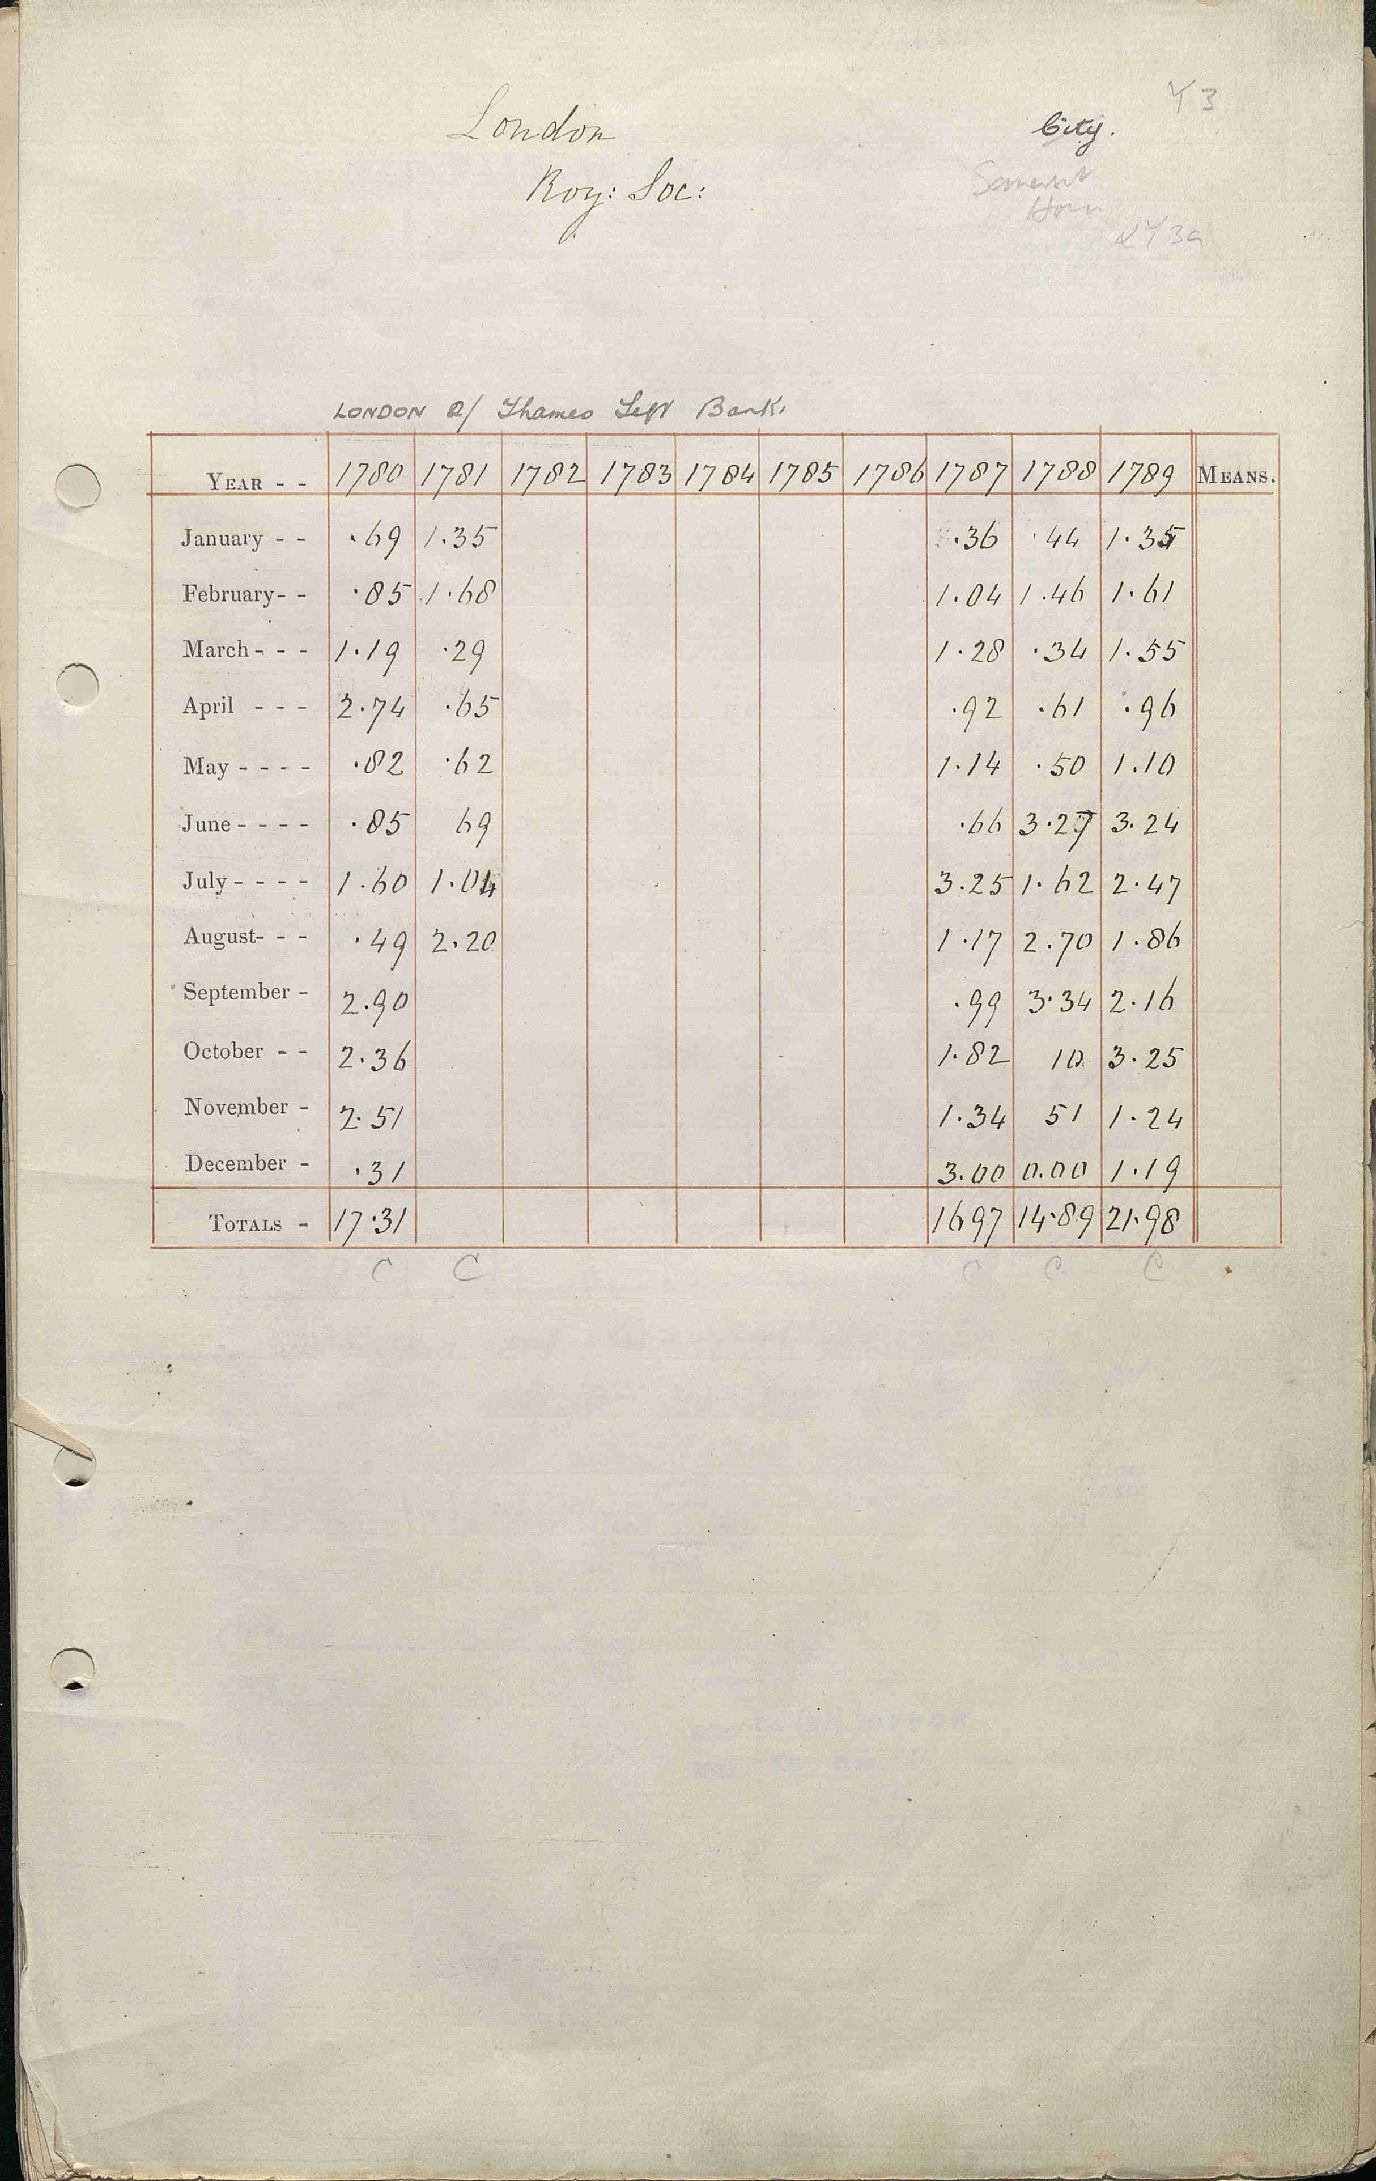 Y 3
London
City.
Roy: Soc:
Somerset
House
& Y 3a
LONDON Thames Left Bank.
YEAR - - 1780 1781 1782 1783 1784 1785 1786 1787 1788 1789 MEANS.
January - - .69 1.35 .36 .44 1.35
February - - .85 1.68 1.04 1.46 1.61
March - - - 1.19 .29 1.28 .34 1.55
April - - - 2.74 .65 .92 .61 .96
May - - - - .82 .62 1.14 .50 1.10
June - - - - .85 69 .66 3.27 3.24
July - - - - 1.60 1.04 3.25 1.62 2.47
August - - - .49 2.20 1.17 2.70 1.86
September - 2.90 .99 3.34 2.16
October - - 2.36 1.82 10 3.25
November - 2.51 1.34 51 1.24
December - .31 3.00 0.00 1.19
TOTALS - 17.31 16 97 14.89 21.98
C C C C C